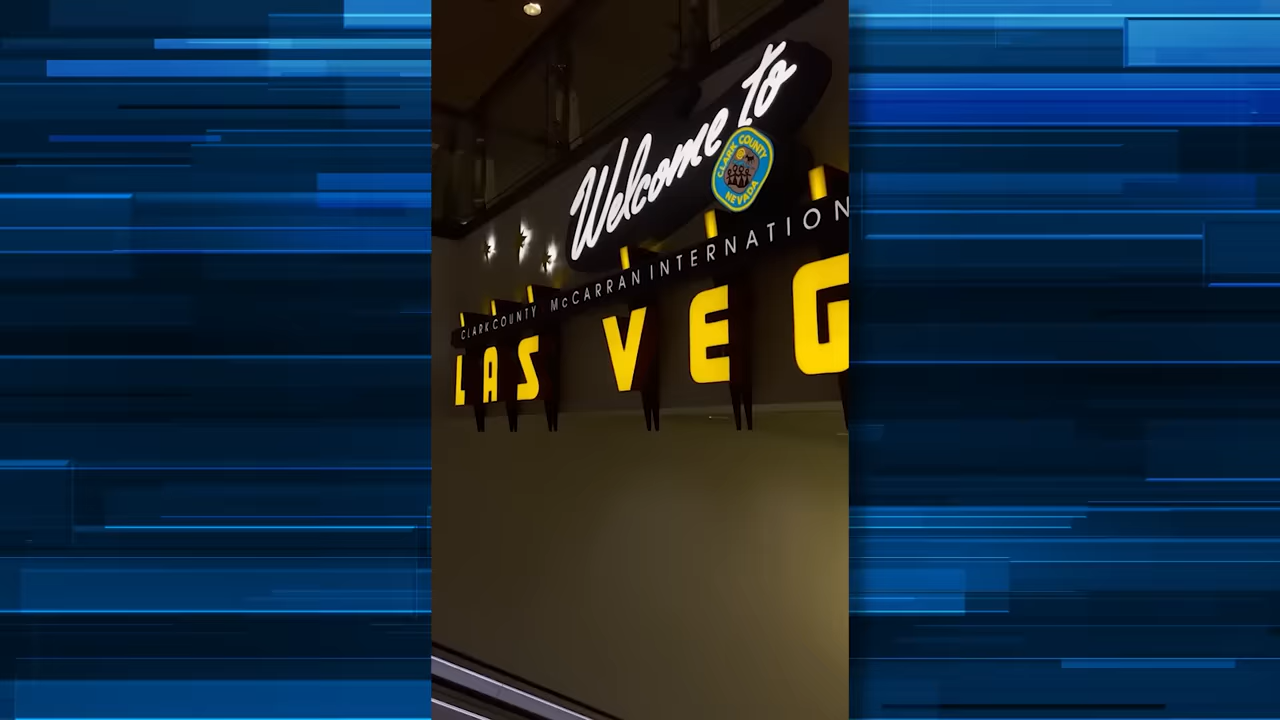 Welcome to
CLARK COUNTY
NEVADA
CLARK COUNTY McCARRAN INTERNATION
LAS VEG